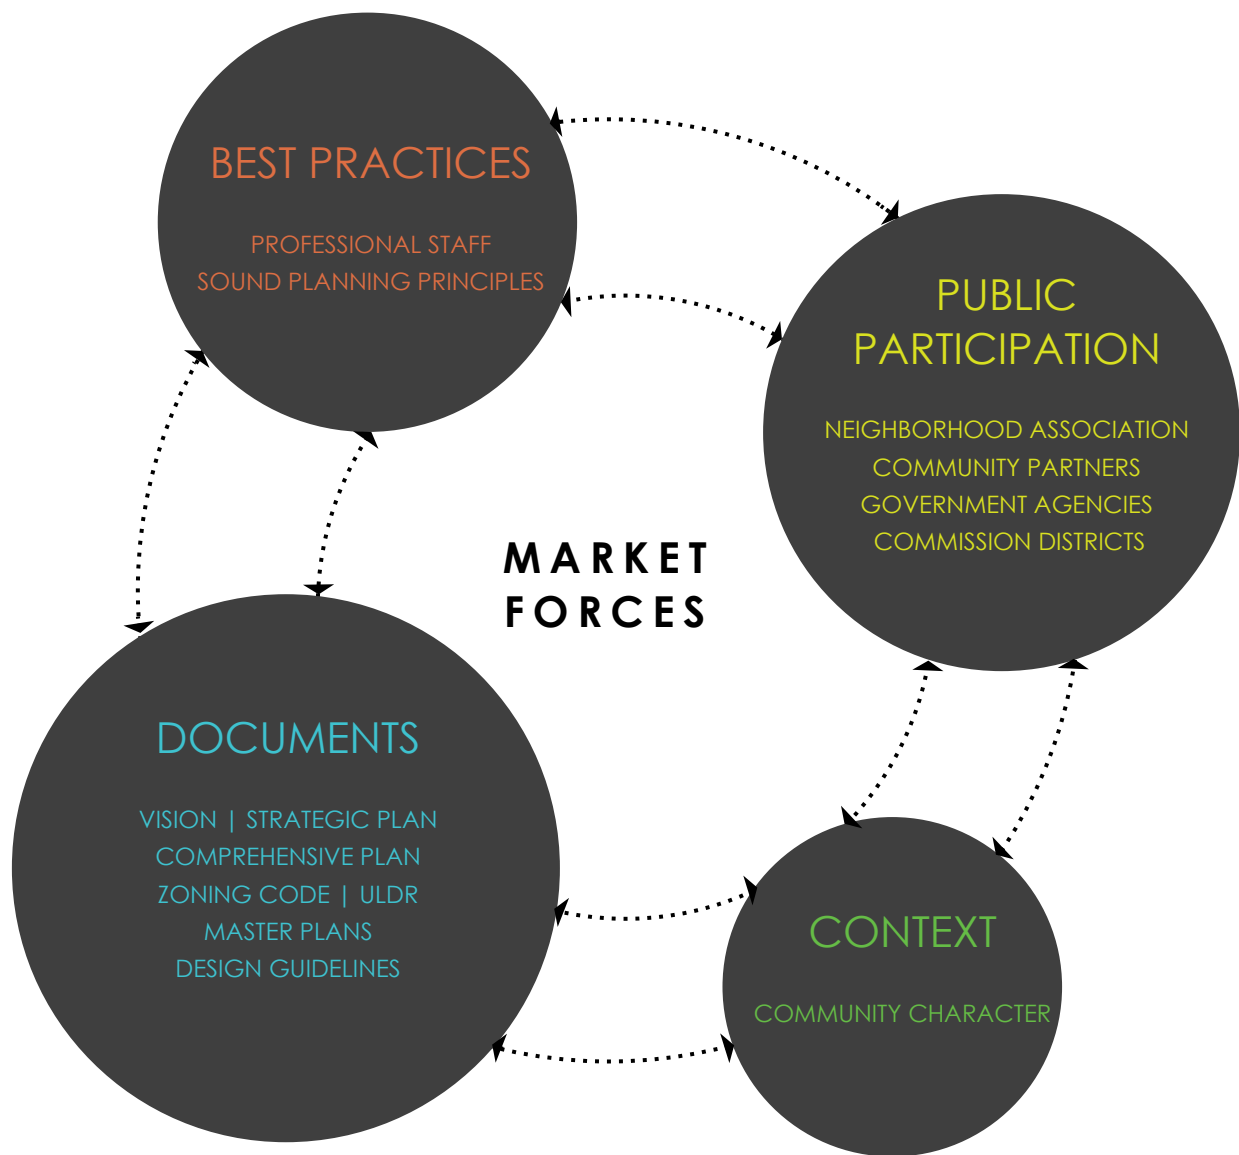 BEST PRACTICES
PROFESSIONAL STAFF
SOUND PLANNING PRINCIPLES
PUBLIC
PARTICIPATION
NEIGHBORHOOD ASSOCIATION
COMMUNITY PARTNERS
GOVERNMENT AGENCIES
COMMISSION DISTRICTS
MARKET
FORCES
DOCUMENTS
VISION | STRATEGIC PLAN
COMPREHENSIVE PLAN
ZONING CODE | ULDR
MASTER PLANS
DESIGN GUIDELINES
CONTEXT
COMMUNITY CHARACTER